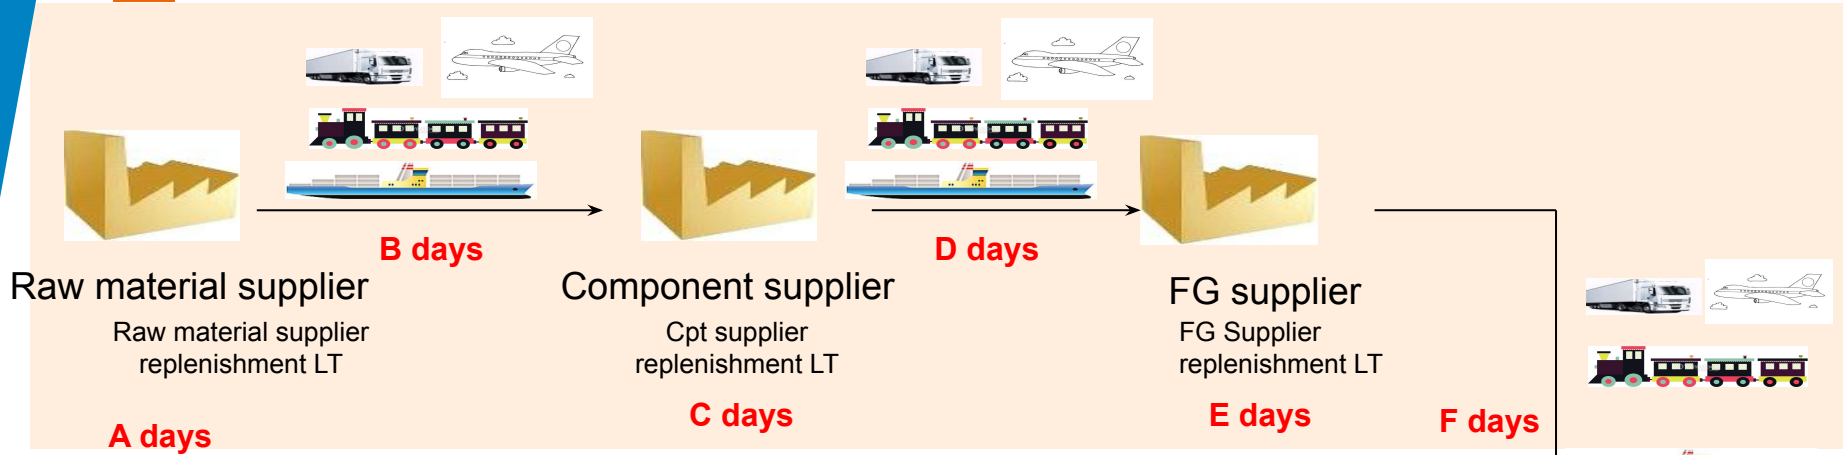 B days
D days
Raw material supplier
Component supplier
FG supplier
Raw material supplier
replenishment LT
Cpt supplier
replenishment LT
FG Supplier
replenishment LT
A days
C days
E days
F days